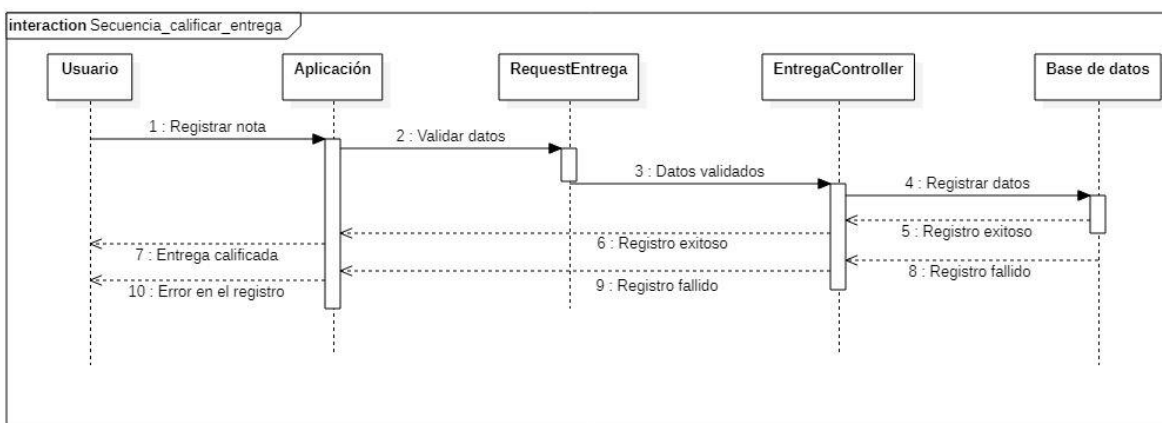 interaction Secuencia_calificar_entrega
Usuario
Aplicación
RequestEntrega
EntregaController
Base de datos
1 : Registrar nota
2 : Validar datos
3 : Datos validados
4 : Registrar datos
5 : Registro exitoso
6 : Registro exitoso
7 : Entrega calificada
8 : Registro fallido
9 : Registro fallido
10 : Error en el registro